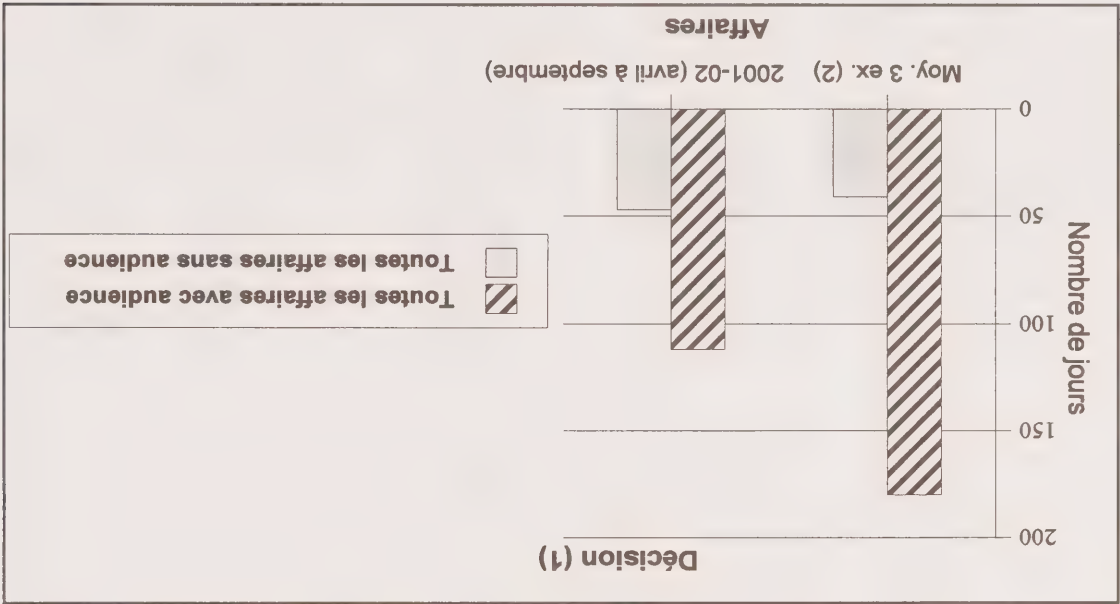 Décision (1)
Nombre de jours
200
150
100
50
0
Moy. 3 ex. (2)
2001-02 (avril à septembre)
Affaires
Toutes les affaires avec audience
Toutes les affaires sans audience